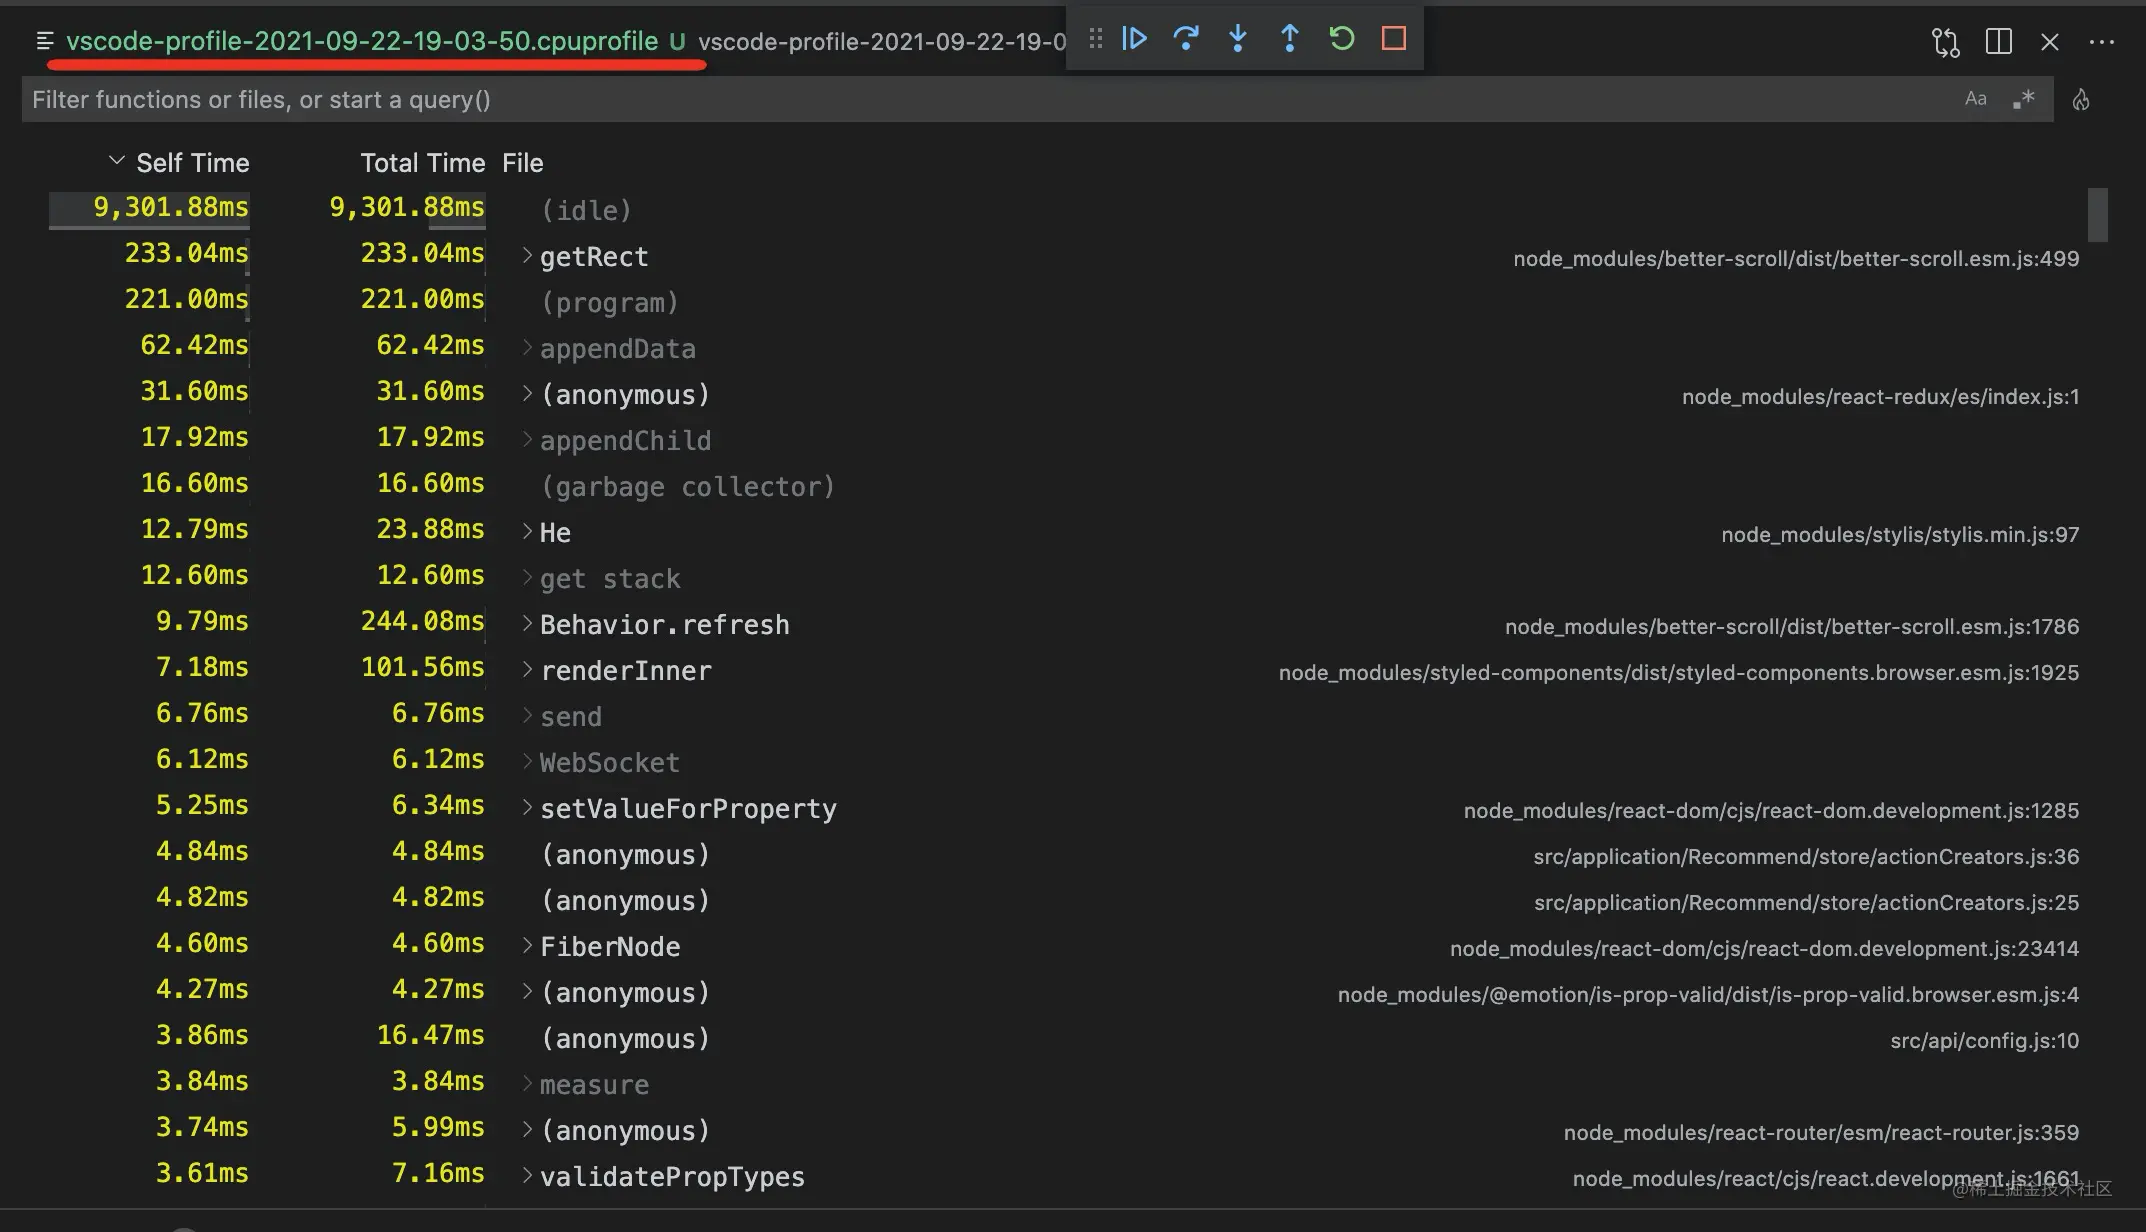 vscode-profile-2021-09-22-19-03-50.cpuprofile U vscode-profile-2021-09-22-19-0
Filter functions or files, or start a query() Aa .*
Self Time Total Time File
9,301.88ms 9,301.88ms (idle)
233.04ms 233.04ms getRect node_modules/better-scroll/dist/better-scroll.esm.js:499
221.00ms 221.00ms (program)
62.42ms 62.42ms appendData
31.60ms 31.60ms (anonymous) node_modules/react-redux/es/index.js:1
17.92ms 17.92ms appendChild
16.60ms 16.60ms (garbage collector)
12.79ms 23.88ms He node_modules/stylis/stylis.min.js:97
12.60ms 12.60ms get stack
9.79ms 244.08ms Behavior.refresh node_modules/better-scroll/dist/better-scroll.esm.js:1786
7.18ms 101.56ms renderInner node_modules/styled-components/dist/styled-components.browser.esm.js:1925
6.76ms 6.76ms send
6.12ms 6.12ms WebSocket
5.25ms 6.34ms setValueForProperty node_modules/react-dom/cjs/react-dom.development.js:1285
4.84ms 4.84ms (anonymous) src/application/Recommend/store/actionCreators.js:36
4.82ms 4.82ms (anonymous) src/application/Recommend/store/actionCreators.js:25
4.60ms 4.60ms FiberNode node_modules/react-dom/cjs/react-dom.development.js:23414
4.27ms 4.27ms (anonymous) node_modules/@emotion/is-prop-valid/dist/is-prop-valid.browser.esm.js:4
3.86ms 16.47ms (anonymous) src/api/config.js:10
3.84ms 3.84ms measure
3.74ms 5.99ms (anonymous) node_modules/react-router/esm/react-router.js:359
3.61ms 7.16ms validatePropTypes node_modules/react/cjs/react.development.js:1661
@稀土掘金技术社区